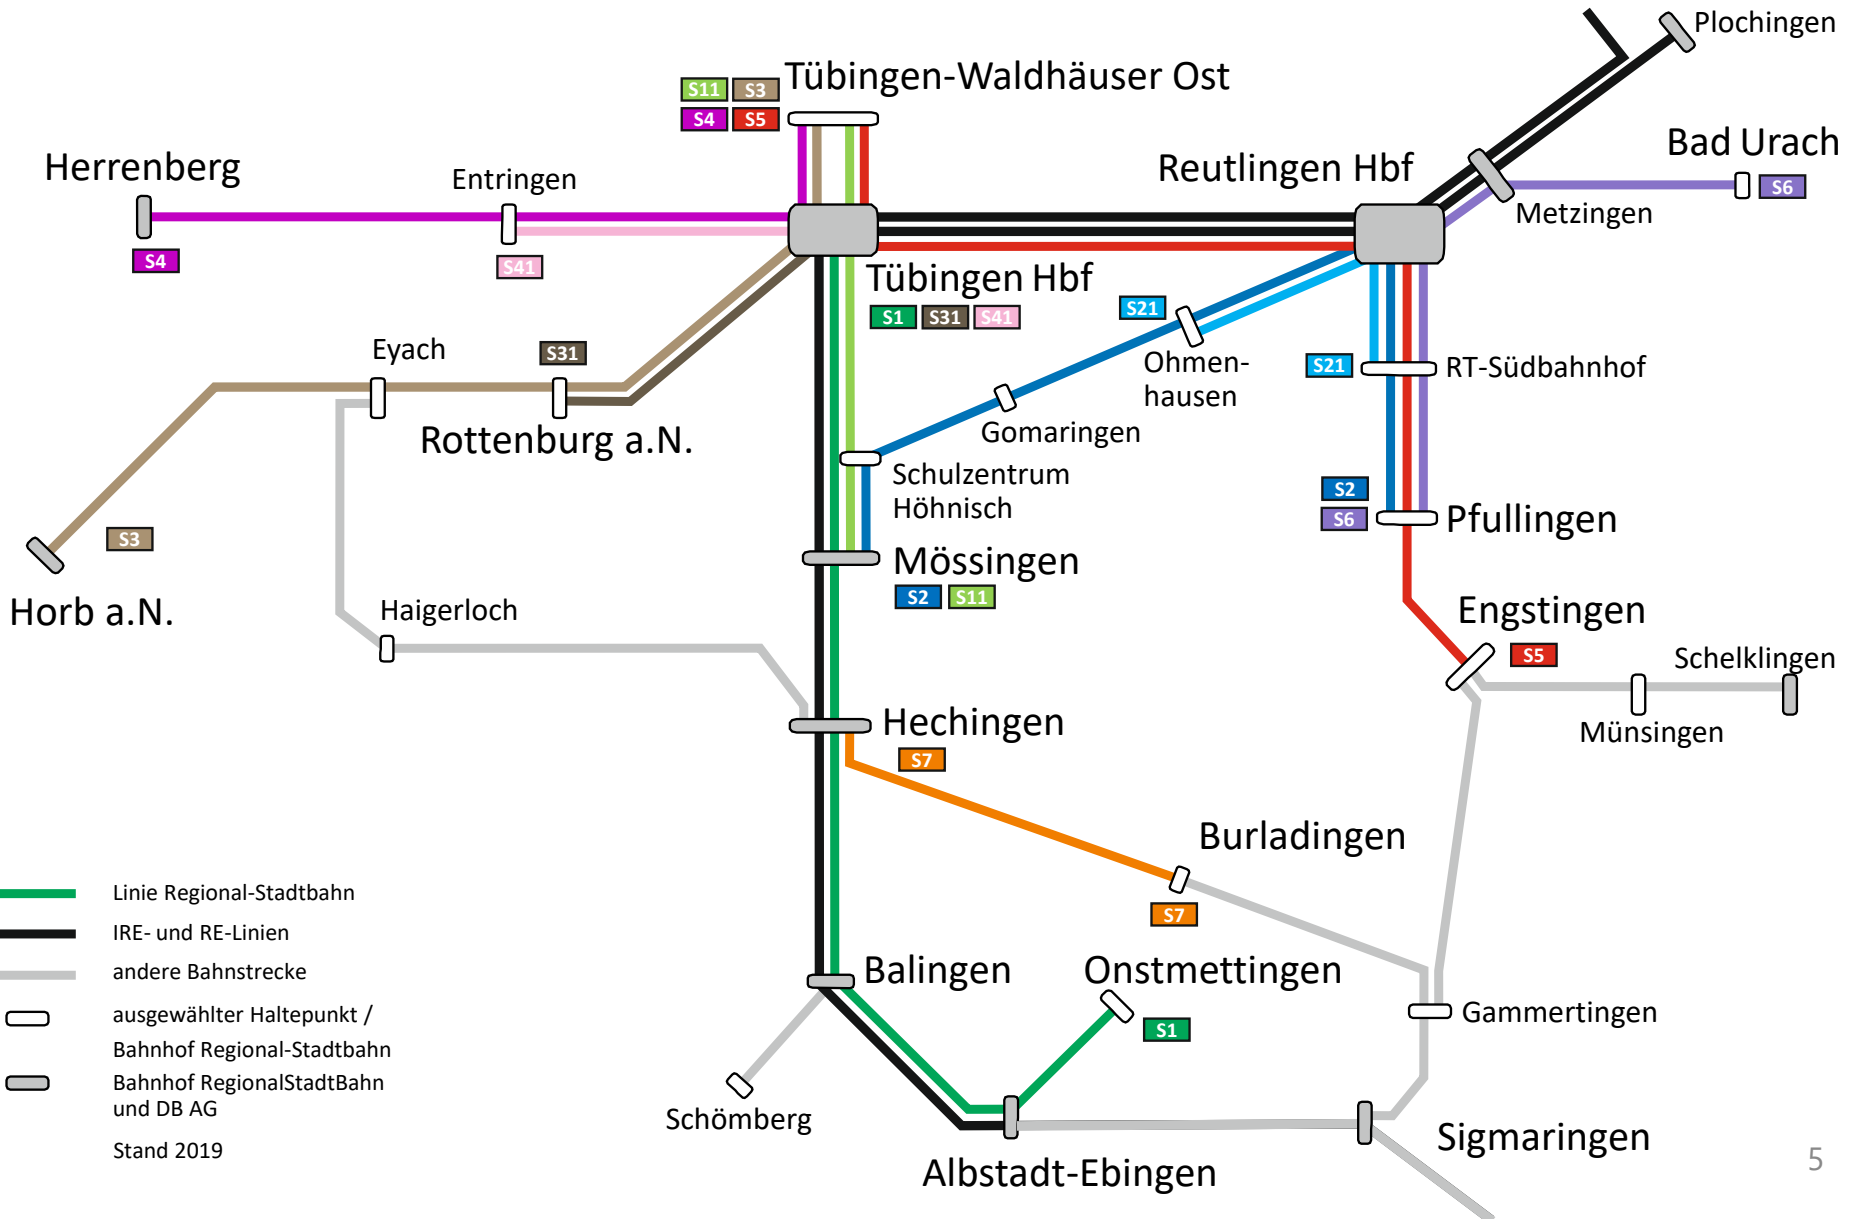 Plochingen
S11 S3 Tübingen-Waldhäuser Ost
S4 S5
Bad Urach
S6
Herrenberg
S4
Entringen
S41
Reutlingen Hbf
Metzingen
Tübingen Hbf
S1 S31 S41
S21
Ohmen-
hausen
S21 RT-Südbahnhof
Eyach
S31
Rottenburg a.N.
Gomaringen
Schulzentrum
Höhnisch
S2
S6 Pfullingen
S3
Horb a.N.
Mössingen
S2 S11
Haigerloch
Engstingen
S5
Schelklingen
Münsingen
Hechingen
S7
Burladingen
S7
Linie Regional-Stadtbahn
IRE- und RE-Linien
andere Bahnstrecke
ausgewählter Haltepunkt /
Bahnhof Regional-Stadtbahn
Bahnhof RegionalStadtBahn
und DB AG
Stand 2019
Balingen
Onstmettingen
S1
Gammertingen
Schömberg
Albstadt-Ebingen
Sigmaringen
5